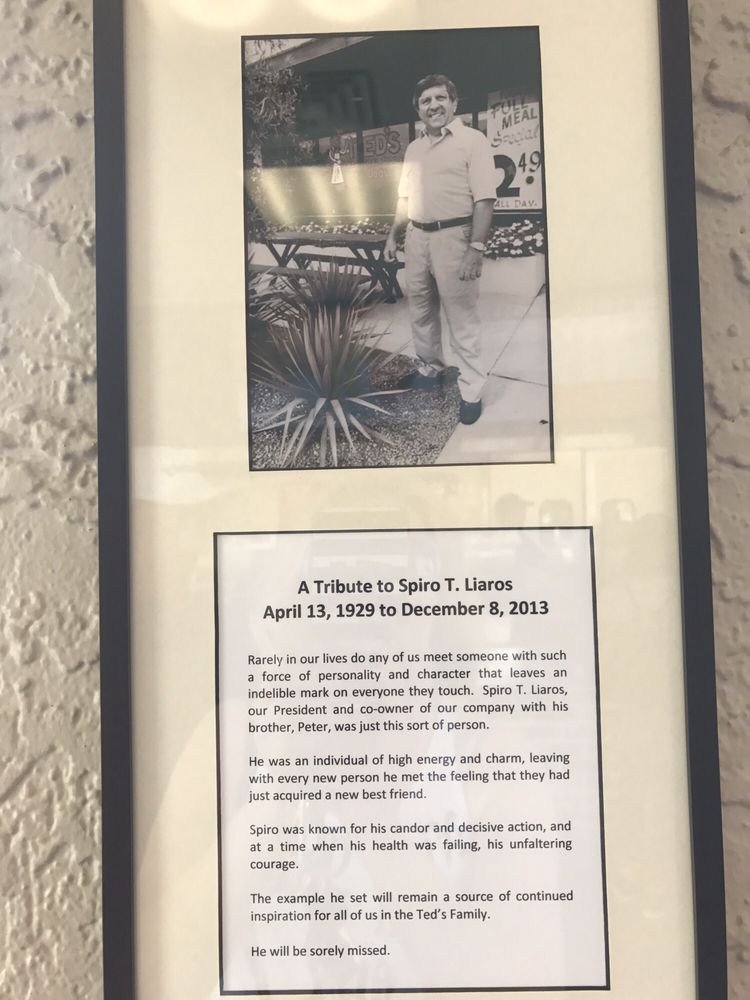 TED'S
FULL
MEAL
Special
2.49
ALL DAY
A Tribute to Spiro T. Liaros
April 13, 1929 to December 8, 2013
Rarely in our lives do any of us meet someone with such
a force of personality and character that leaves an
indelible mark on everyone they touch. Spiro T. Liaros,
our President and co-owner of our company with his
brother, Peter, was just this sort of person.
He was an individual of high energy and charm, leaving
with every new person he met the feeling that they had
just acquired a new best friend.
Spiro was known for his candor and decisive action, and
at a time when his health was failing, his unfaltering
courage.
The example he set will remain a source of continued
inspiration for all of us in the Ted's Family.
He will be sorely missed.